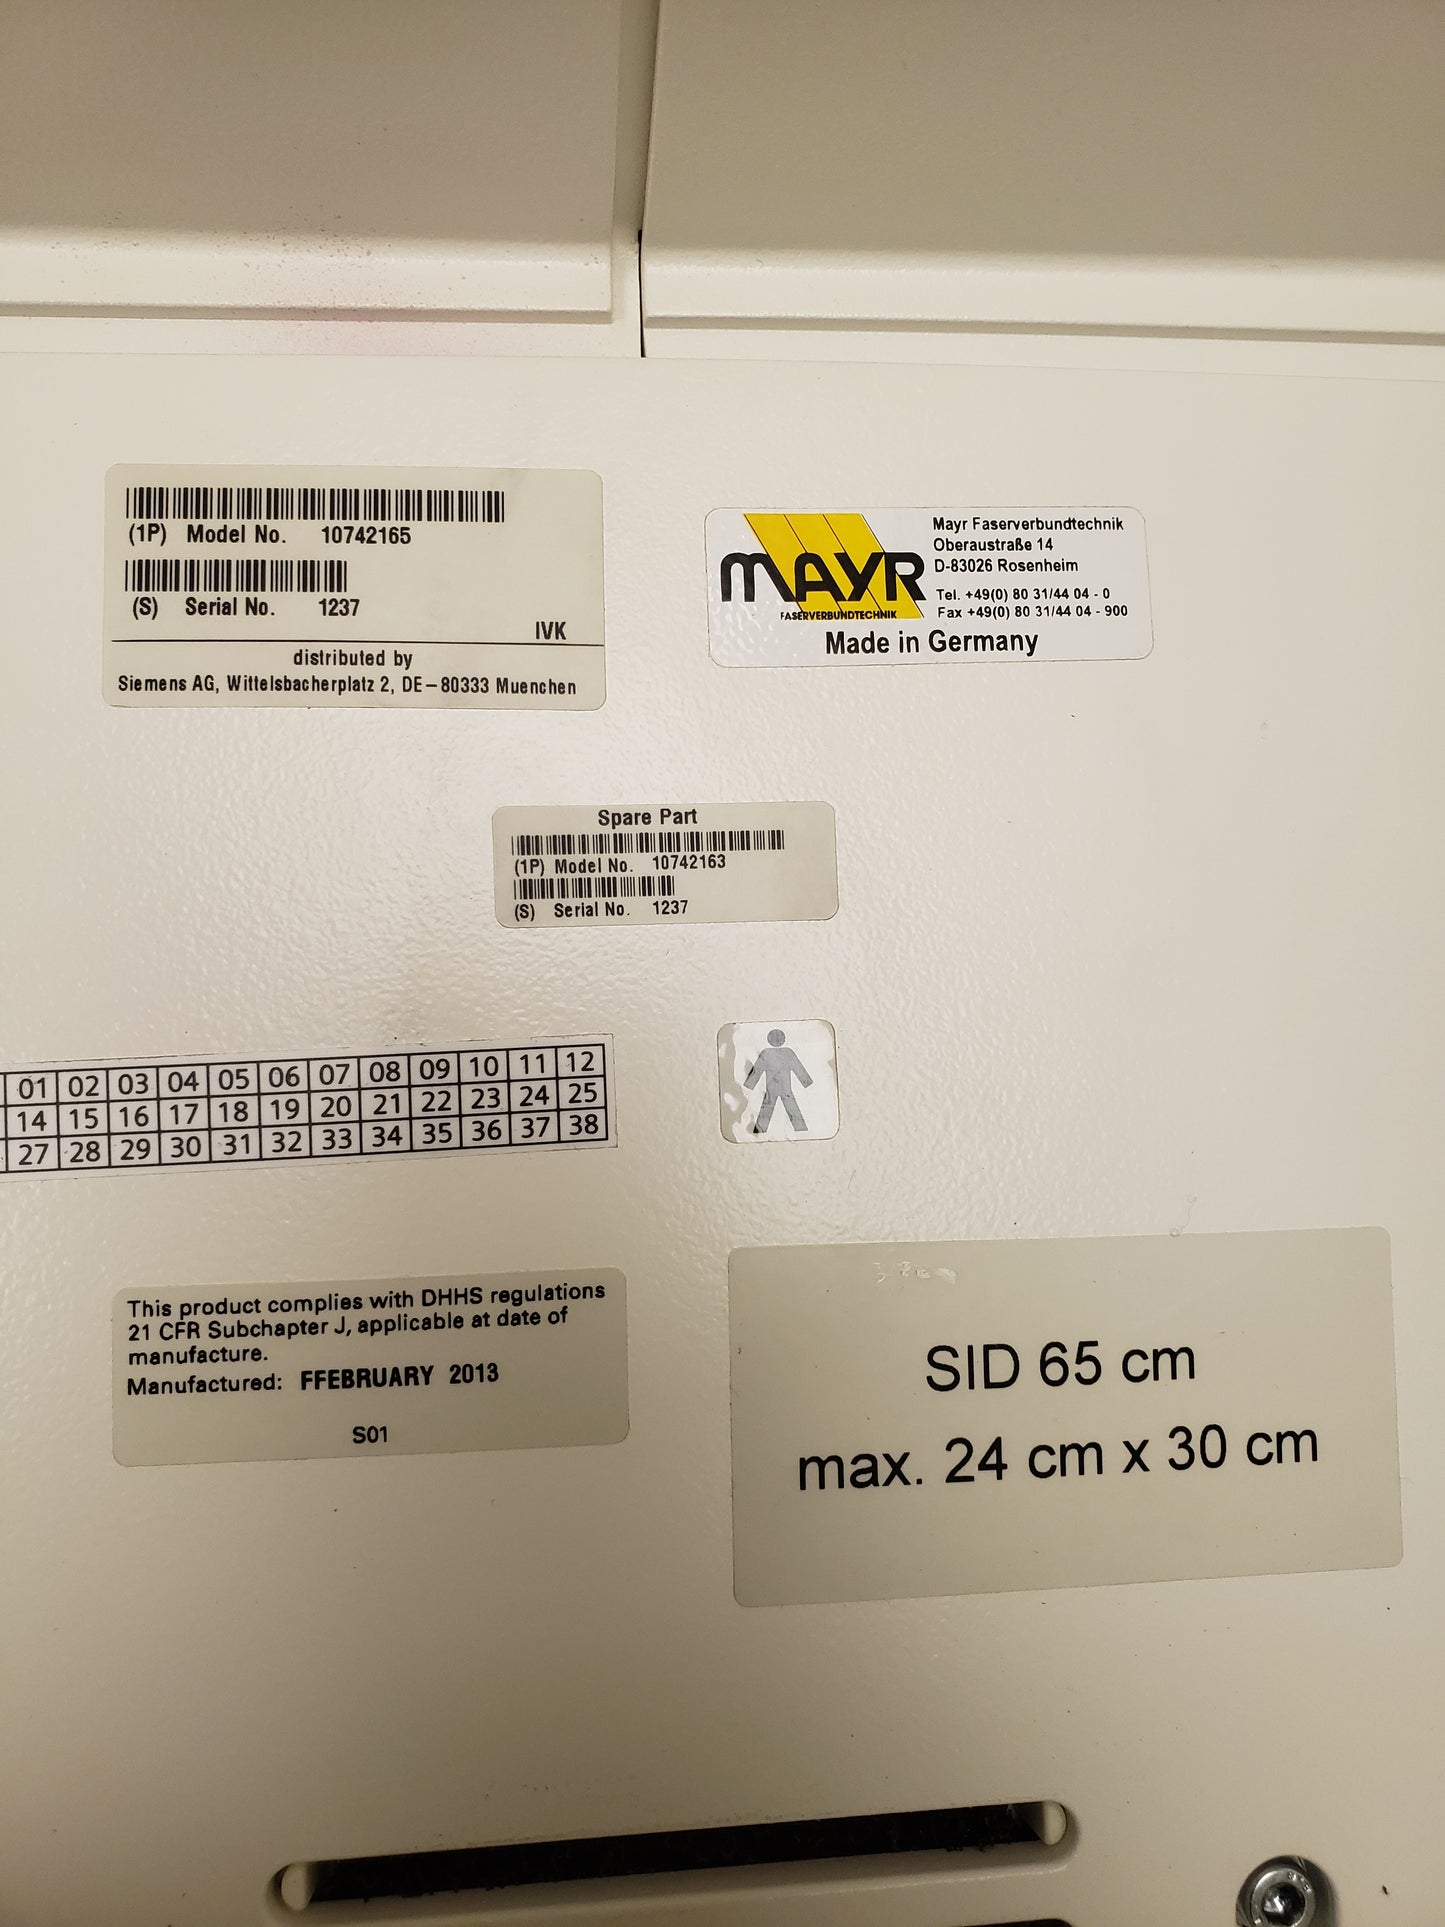 (1P) Model No. 10742165
(S) Serial No. 1237
IVK
distributed by
Siemens AG, Wittelsbacherplatz 2, DE-80333 Muenchen
MAYR
FASERVERBUNDTECHNIK
Mayr Faserverbundtechnik
Oberaustraße 14
D-83026 Rosenheim
Tel. +49(0) 80 31/44 04 - 0
Fax +49(0) 80 31/44 04 - 900
Made in Germany
Spare Part
(1P) Model No. 10742163
(S) Serial No. 1237
01 02 03 04 05 06 07 08 09 10 11 12
14 15 16 17 18 19 20 21 22 23 24 25
27 28 29 30 31 32 33 34 35 36 37 38
This product complies with DHHS regulations
21 CFR Subchapter J, applicable at date of
manufacture.
Manufactured: FFEBRUARY 2013
S01
SID 65 cm
max. 24 cm x 30 cm